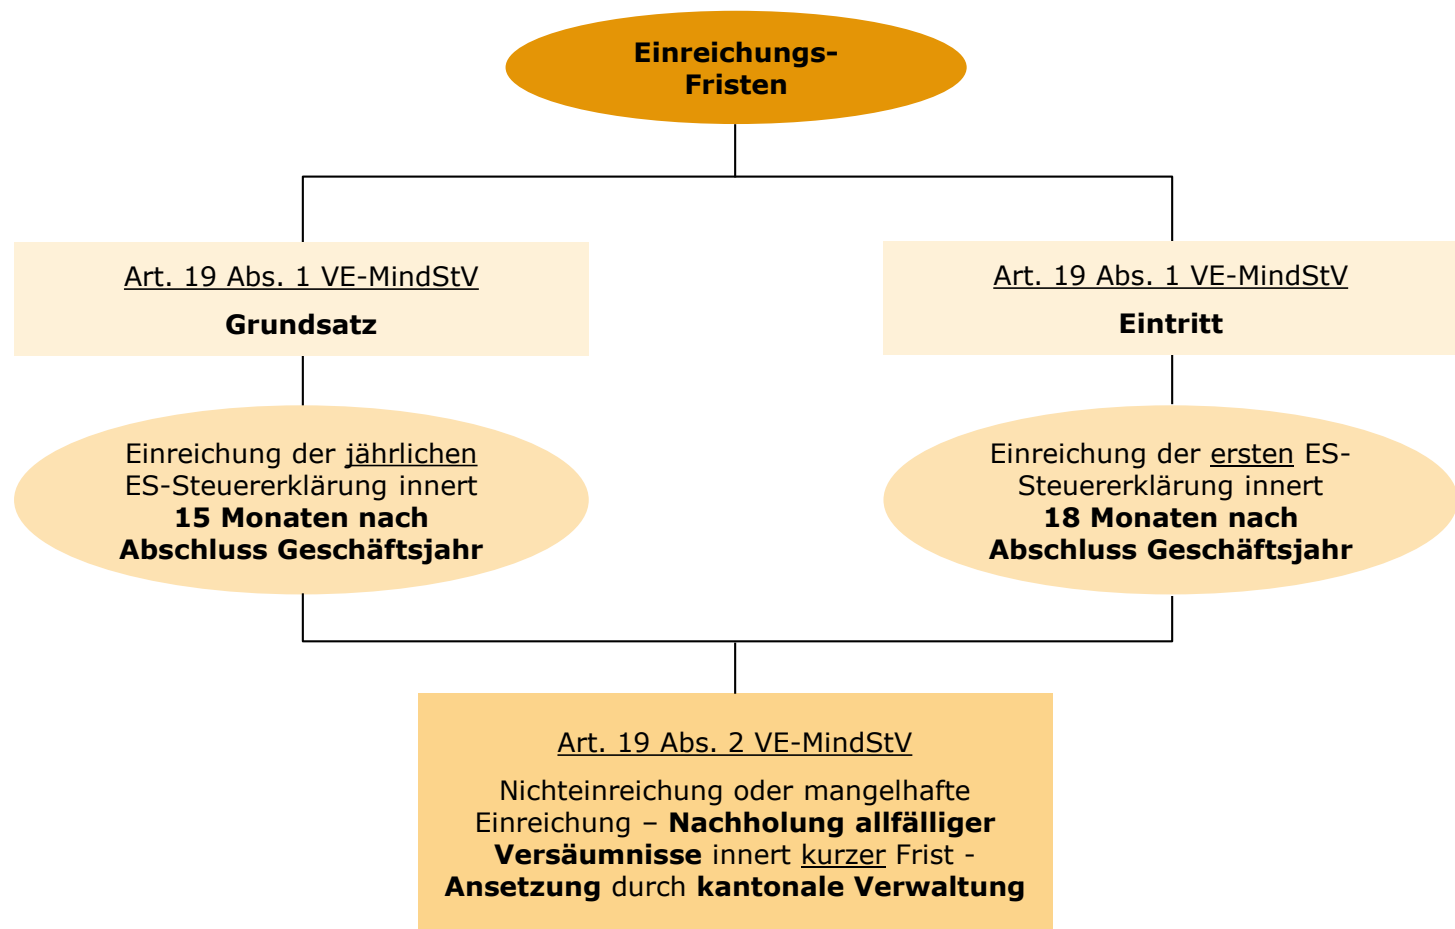 Einreichungs-
Fristen
Art. 19 Abs. 1 VE-MindStV
Grundsatz
Art. 19 Abs. 1 VE-MindStV
Eintritt
Einreichung der jährlichen
ES-Steuererklärung innert
15 Monaten nach
Abschluss Geschäftsjahr
Einreichung der ersten ES-
Steuererklärung innert
18 Monaten nach
Abschluss Geschäftsjahr
Art. 19 Abs. 2 VE-MindStV
Nichteinreichung oder mangelhafte
Einreichung – Nachholung allfälliger
Versäumnisse innert kurzer Frist -
Ansetzung durch kantonale Verwaltung